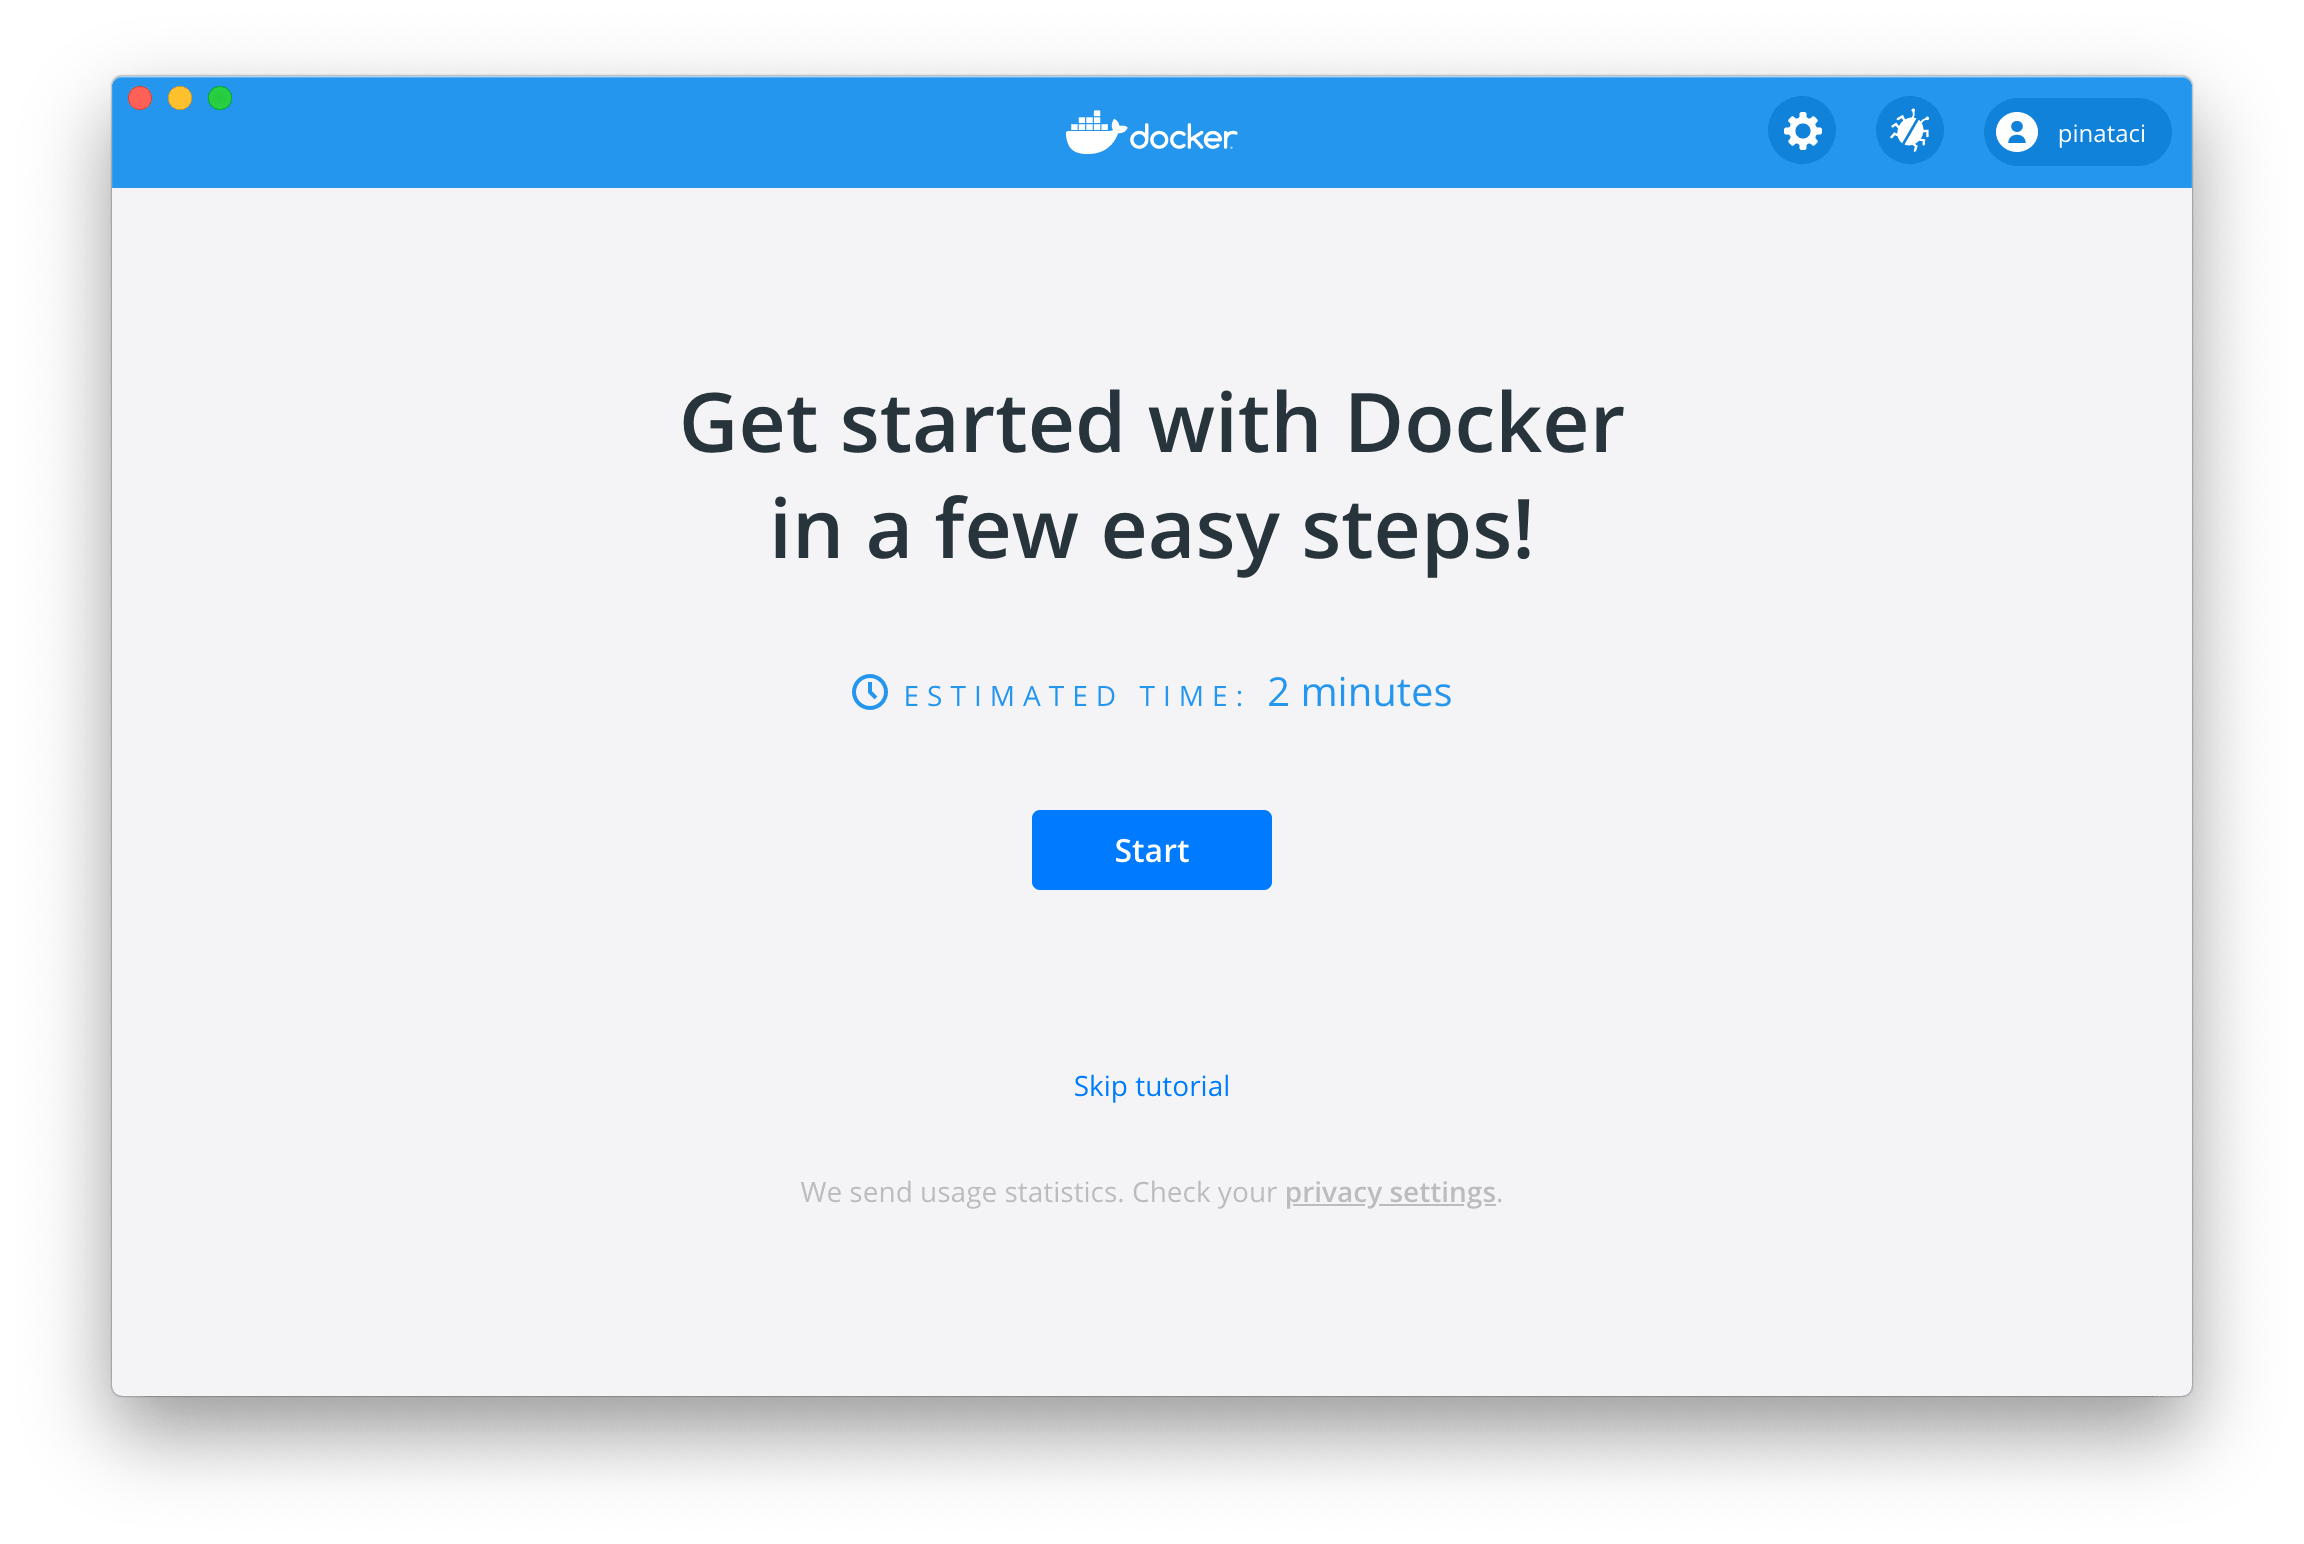 docker
pinataci
Get started with Docker
in a few easy steps!
ESTIMATED TIME: 2 minutes
Start
Skip tutorial
We send usage statistics. Check your privacy settings.